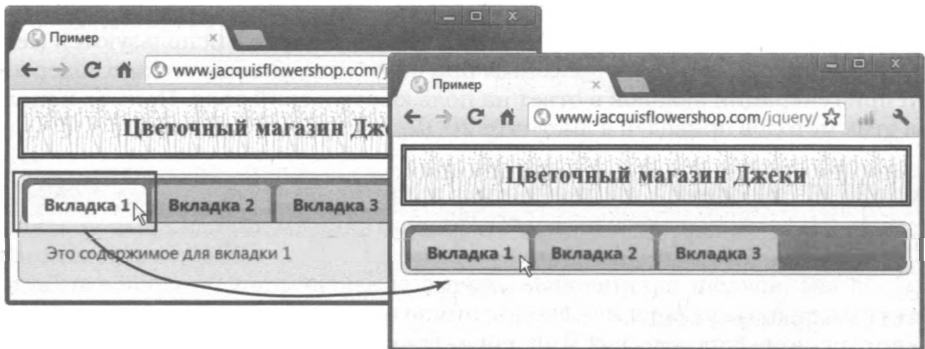 Пример
www.jacquisflowershop.com/j
Цветочный магазин Дже
Вкладка 1 Вкладка 2 Вкладка 3
Это содержимое для вкладки 1
Пример
www.jacquisflowershop.com/jquery/
Цветочный магазин Джеки
Вкладка 1 Вкладка 2 Вкладка 3